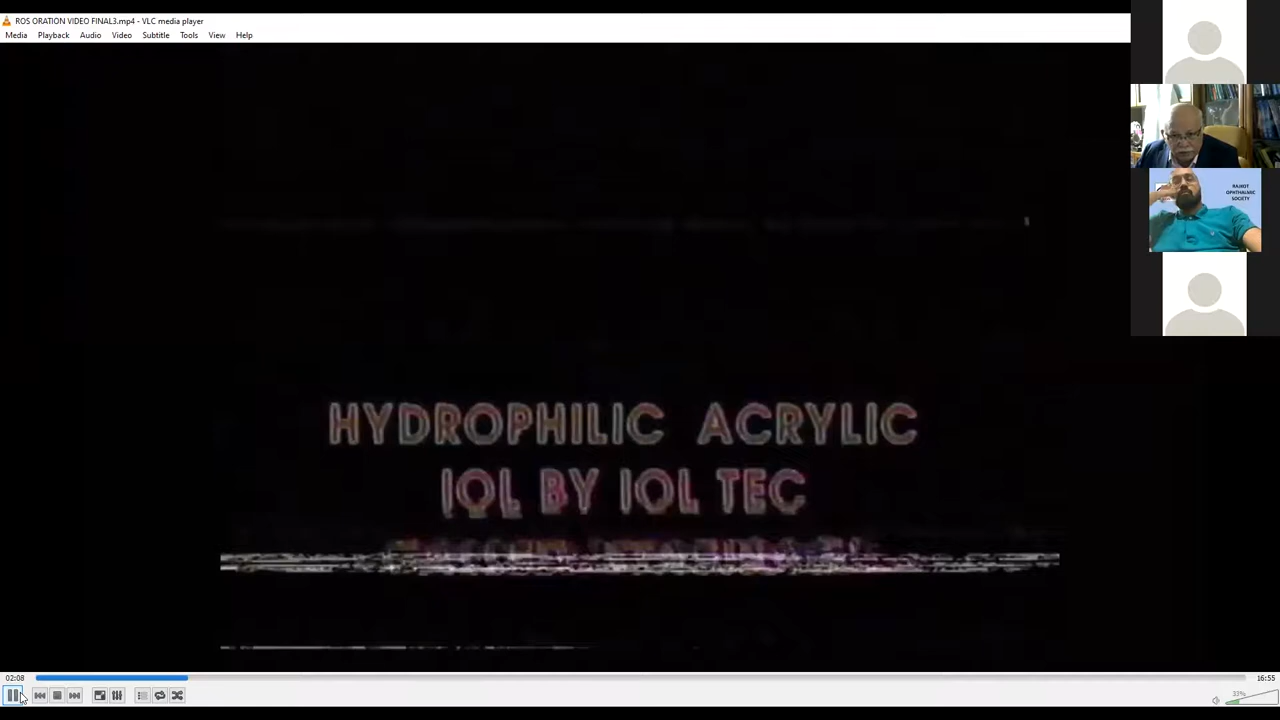 ROS ORATION VIDEO FINAL3.mp4 - VLC media player
Media Playback Audio Video Subtitle Tools View Help
RAJKOT
OPHTHALMIC
SOCIETY
HYDROPHILIC ACRYLIC
IOL BY IOL TEC
02:08
16:55
33%